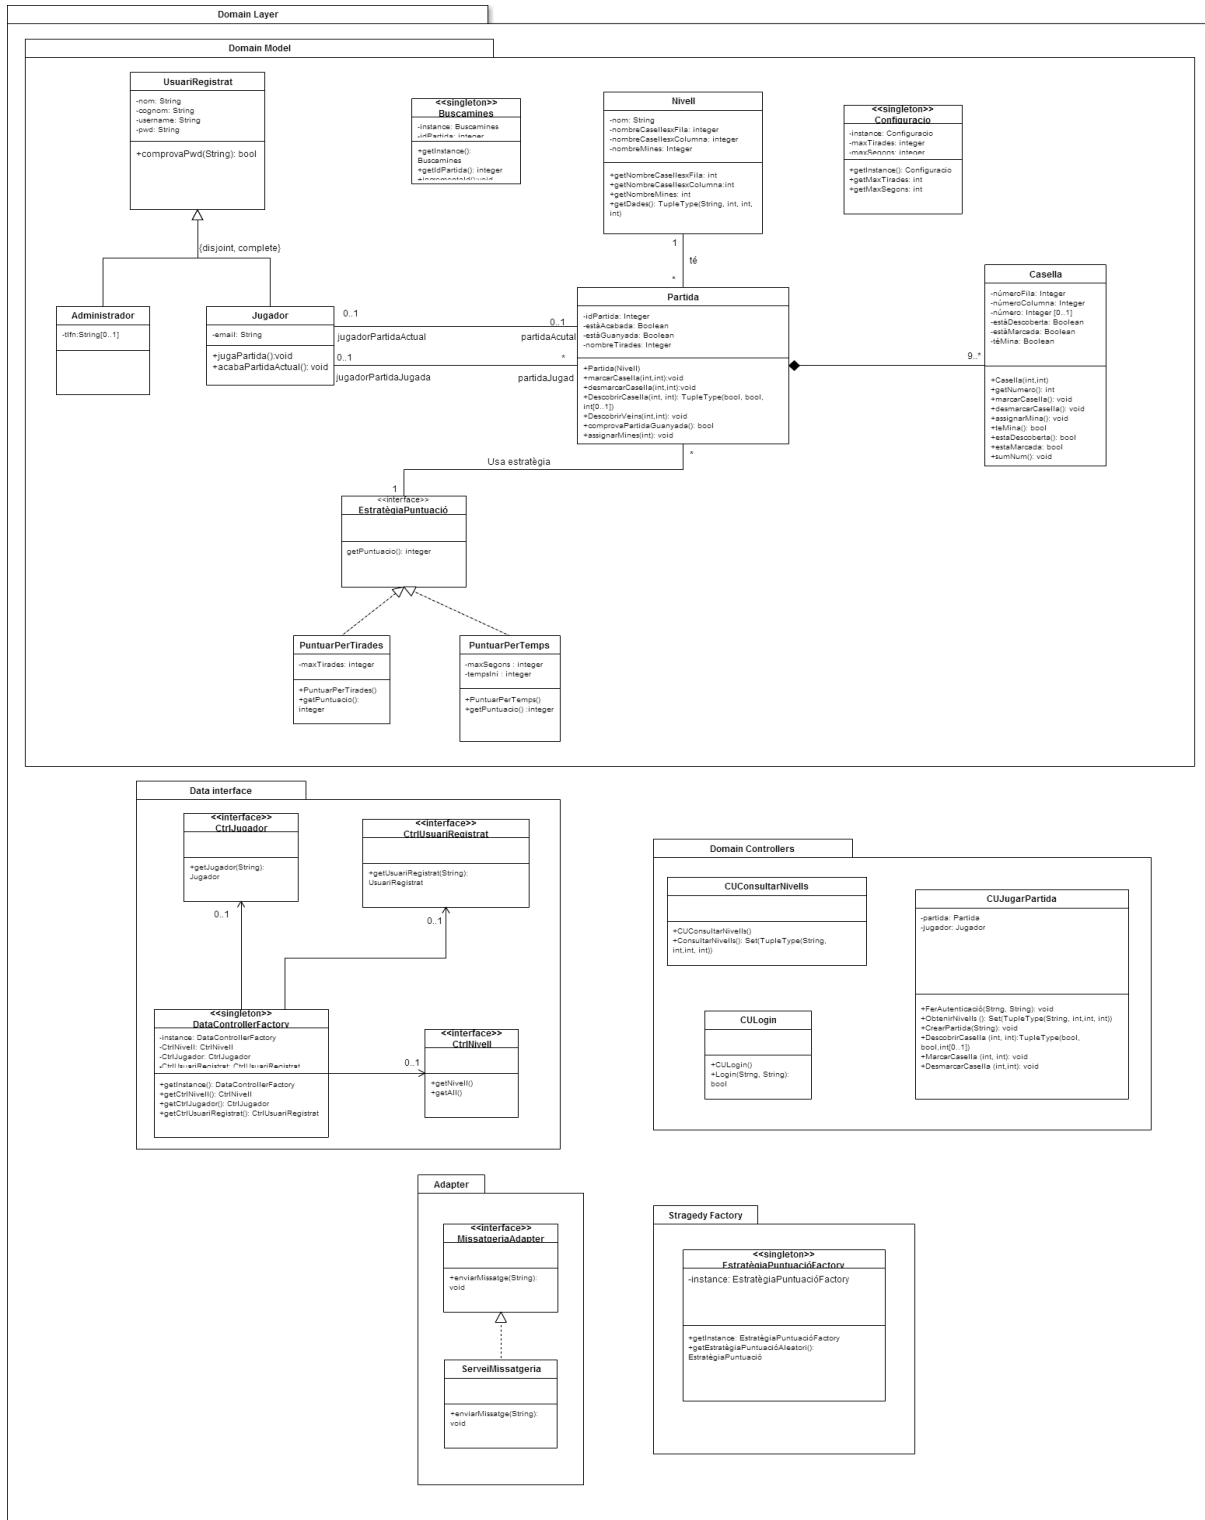 Domain Layer
Domain Model
UsuariRegistrat
-nom: String
-cognom: String
-username: String
-pwd: String
+comprovaPwd(String): bool
<<singleton>>
Buscamines
-instance: Buscamines
-idPartida: integer
+getInstance():
Buscamines
+getIdPartida(): integer
+incrementaId():void
Nivell
-nom: String
-nombreCasellesxFila: integer
-nombreCasellesxColumna: integer
-nombreMines: Integer
+getNombreCasellesxFila: int
+getNombreCasellesxColumna:int
+getNombreMines: int
+getDades(): TupleType(String, int, int,
int)
<<singleton>>
Configuracio
-instance: Configuracio
-maxTirades: integer
-maxSegons: integer
+getInstance(): Configuracio
+getMaxTirades: int
+getMaxSegons: int
{disjoint, complete}
1
té
*
Administrador
-tlfn:String[0..1]
Jugador
-email: String
+jugaPartida():void
+acabaPartidaActual(): void
0..1
jugadorPartidaActual
0..1
partidaAcutal
0..1
jugadorPartidaJugada
*
partidaJugad
Partida
-idPartida: Integer
-estàAcabada: Boolean
-estàGuanyada: Boolean
-nombreTirades: Integer
+Partida(Nivell)
+marcarCasella(int,int):void
+desmarcarCasella(int,int):void
+DescobrirCasella(int, int): TupleType(bool, bool,
int[0..1])
+DescobrirVeins(int,int): void
+comprovaPartidaGuanyada(): bool
+assignarMines(int): void
9..*
Casella
-númeroFila: Integer
-númeroColumna: Integer
-número: Integer [0..1]
-estàDescoberta: Boolean
-estàMarcada: Boolean
-téMina: Boolean
+Casella(int,int)
+getNumero(): int
+marcarCasella(): void
+desmarcarCasella(): void
+assignarMina(): void
+teMina(): bool
+estaDescoberta(): bool
+estaMarcada: bool
+sumNum(): void
*
Usa estratègia
1
<<interface>>
EstratègiaPuntuació
getPuntuacio(): integer
PuntuarPerTirades
-maxTirades: integer
+PuntuarPerTirades()
+getPuntuacio():
integer
PuntuarPerTemps
-maxSegons : integer
-tempsIni : integer
+PuntuarPerTemps()
+getPuntuacio() :integer
Data interface
<<interface>>
CtrlJugador
+getJugador(String):
Jugador
0..1
<<interface>>
CtrlUsuariRegistrat
+getUsuariRegistrat(String):
UsuariRegistrat
0..1
<<singleton>>
DataControllerFactory
-instance: DataControllerFactory
-CtrlNivell: CtrlNivell
-CtrlJugador: CtrlJugador
-CtrlUsuariRegistrat: CtrlUsuariRegistrat
+getInstance(): DataControllerFactory
+getCtrlNivell(): CtrlNivell
+getCtrlJugador(): CtrlJugador
+getCtrlUsuariRegistrat(): CtrlUsuariRegistrat
0..1
<<interface>>
CtrlNivell
+getNivell()
+getAll()
Domain Controllers
CUConsultarNivells
+CUConsultarNivells()
+ConsultarNivells(): Set(TupleType(String,
int,int, int))
CULogin
+CULogin()
+Login(Strng, String):
bool
CUJugarPartida
-partida: Partida
-jugador: Jugador
+FerAutenticació(Strng, String): void
+ObtenirNivells (): Set(TupleType(String, int,int, int))
+CrearPartida(String): void
+DescobrirCasella (int, int):TupleType(bool,
bool,int[0..1])
+MarcarCasella (int, int): void
+DesmarcarCasella (int,int): void
Adapter
<<interface>>
MissatgeriaAdapter
+enviarMissatge(String):
void
ServeiMissatgeria
+enviarMissatge(String):
void
Stragedy Factory
<<singleton>>
EstratègiaPuntuacióFactory
-instance: EstratègiaPuntuacióFactory
+getInstance: EstratègiaPuntuacióFactory
+getEstratègiaPuntuacióAleatori():
EstratègiaPuntuació